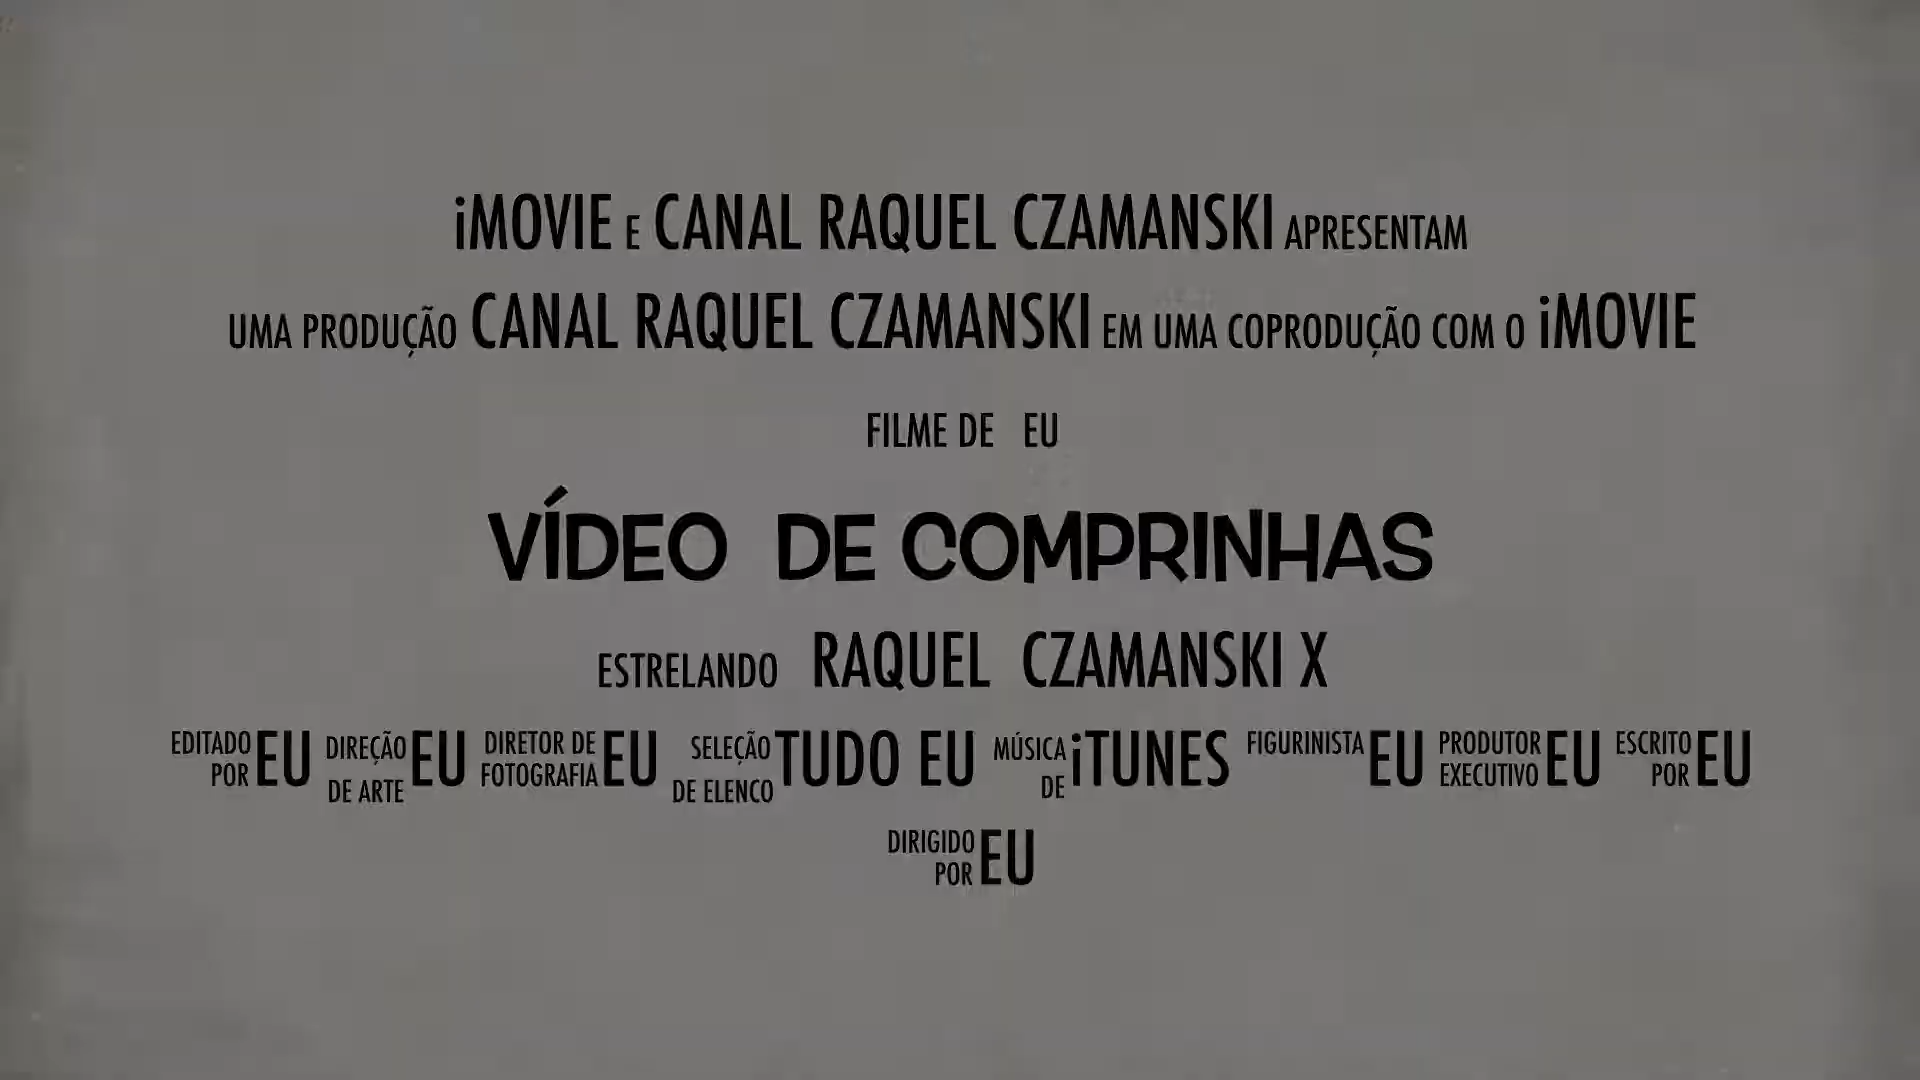 iMOVIE E CANAL RAQUEL CZAMANSKI APRESENTAM
UMA PRODUÇÃO CANAL RAQUEL CZAMANSKI EM UMA COPRODUÇÃO COM O iMOVIE
FILME DE EU
VÍDEO DE COMPRINHAS
ESTRELANDO RAQUEL CZAMANSKI X
EDITADO POR EU DIREÇÃO DE ARTE EU DIRETOR DE FOTOGRAFIA EU SELEÇÃO DE ELENCO TUDO EU MÚSICA DE iTUNES FIGURINISTA EU PRODUTOR EXECUTIVO EU ESCRITO POR EU
DIRIGIDO POR EU